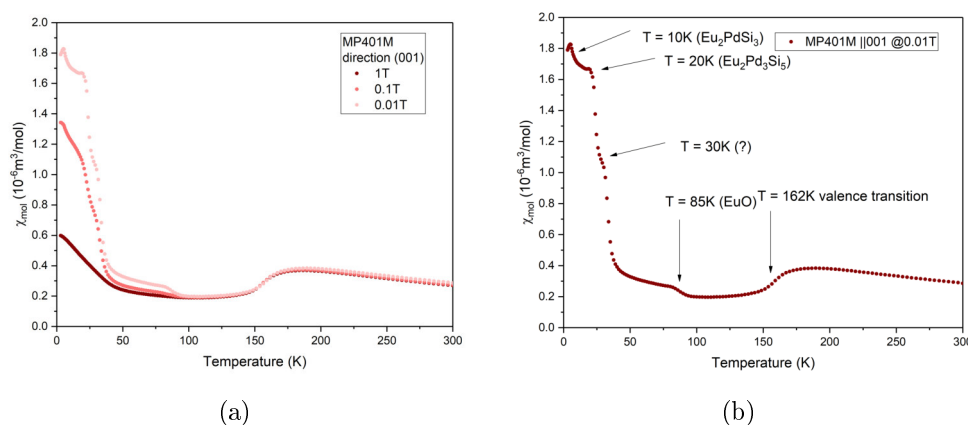 2.0
1.8
1.6
1.4
1.2
1.0
0.8
0.6
0.4
0.2
0.0
χmol (10⁻⁶m³/mol)
MP401M
direction (001)
1T
0.1T
0.01T
0 50 100 150 200 250 300
Temperature (K)
(a)
2.0
1.8
1.6
1.4
1.2
1.0
0.8
0.6
0.4
0.2
0.0
χmol (10⁻⁶m³/mol)
MP401M ||001 @0.01T
T = 10K (Eu₂PdSi₃)
T = 20K (Eu₂Pd₃Si₅)
T = 30K (?)
T = 85K (EuO)
T = 162K valence transition
0 50 100 150 200 250 300
Temperature (K)
(b)